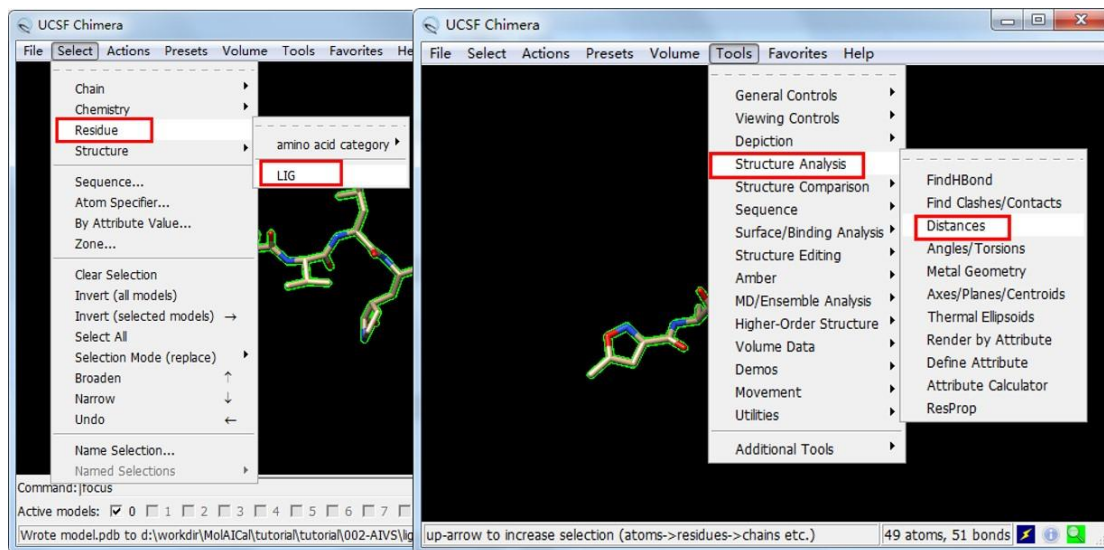 UCSF Chimera
File Select Actions Presets Volume Tools Favorites He
Chain
Chemistry
Residue
Structure
Sequence...
Atom Specifier...
By Attribute Value...
Zone...
Clear Selection
Invert (all models)
Invert (selected models) →
Select All
Selection Mode (replace)
Broaden ↑
Narrow ↓
Undo ←
Name Selection...
Named Selections
amino acid category
LIG
Command: focus
Active models: 0 1 2 3 4 5 6 7
Wrote model.pdb to d:\workdir\MolAICal\tutorial\tutorial\002-AIVS\lig
UCSF Chimera
File Select Actions Presets Volume Tools Favorites Help
General Controls
Viewing Controls
Depiction
Structure Analysis
Structure Comparison
Sequence
Surface/Binding Analysis
Structure Editing
Amber
MD/Ensemble Analysis
Higher-Order Structure
Volume Data
Demos
Movement
Utilities
Additional Tools
FindHBond
Find Clashes/Contacts
Distances
Angles/Torsions
Metal Geometry
Axes/Planes/Centroids
Thermal Ellipsoids
Render by Attribute
Define Attribute
Attribute Calculator
ResProp
up-arrow to increase selection (atoms->residues->chains etc.)
49 atoms, 51 bonds